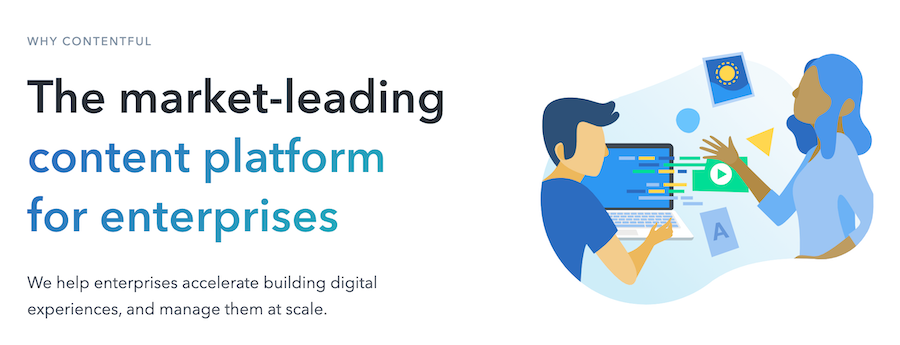 WHY CONTENTFUL
The market-leading
content platform
for enterprises
We help enterprises accelerate building digital
experiences, and manage them at scale.
A